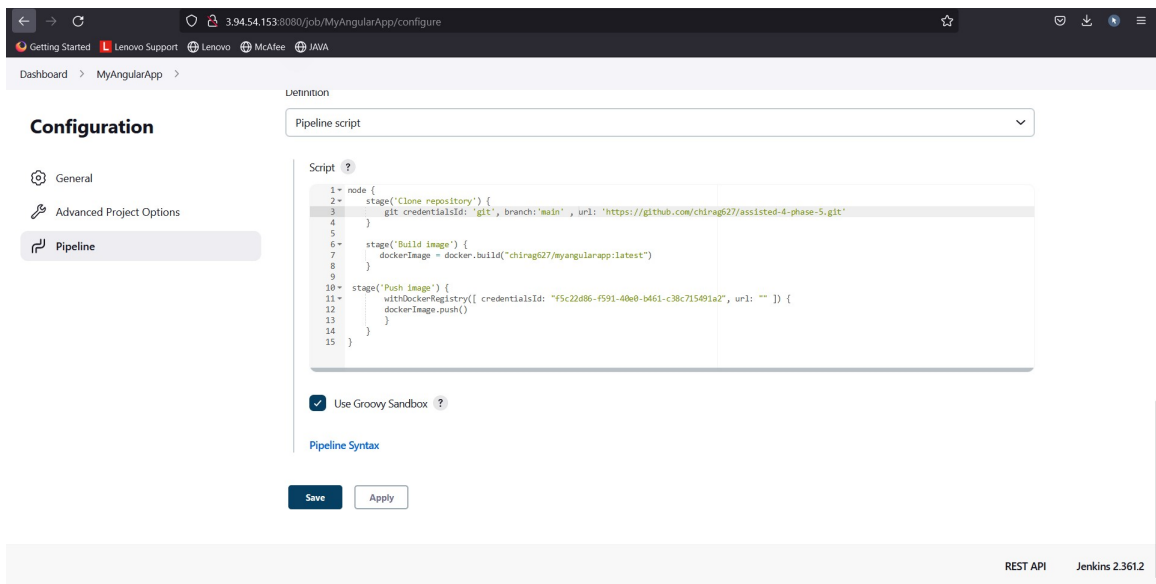 3.94.54.153:8080/job/MyAngularApp/configure
Getting Started L Lenovo Support Lenovo McAfee JAVA
Dashboard > MyAngularApp >
Definition
Configuration
Pipeline script
General
Advanced Project Options
Pipeline
Script ?
1 node {
2 stage('Clone repository') {
3 git credentialsId: 'git', branch:'main' , url: 'https://github.com/chirag627/assisted-4-phase-5.git'
4 }
5
6 stage('Build image') {
7 dockerImage = docker.build("chirag627/myangularapp:latest")
8 }
9
10 stage('Push image') {
11 withDockerRegistry([ credentialsId: "f5c22d86-f591-40e0-b461-c38c715491a2", url: "" ]) {
12 dockerImage.push()
13 }
14 }
15 }
Use Groovy Sandbox ?
Pipeline Syntax
Save Apply
REST API Jenkins 2.361.2